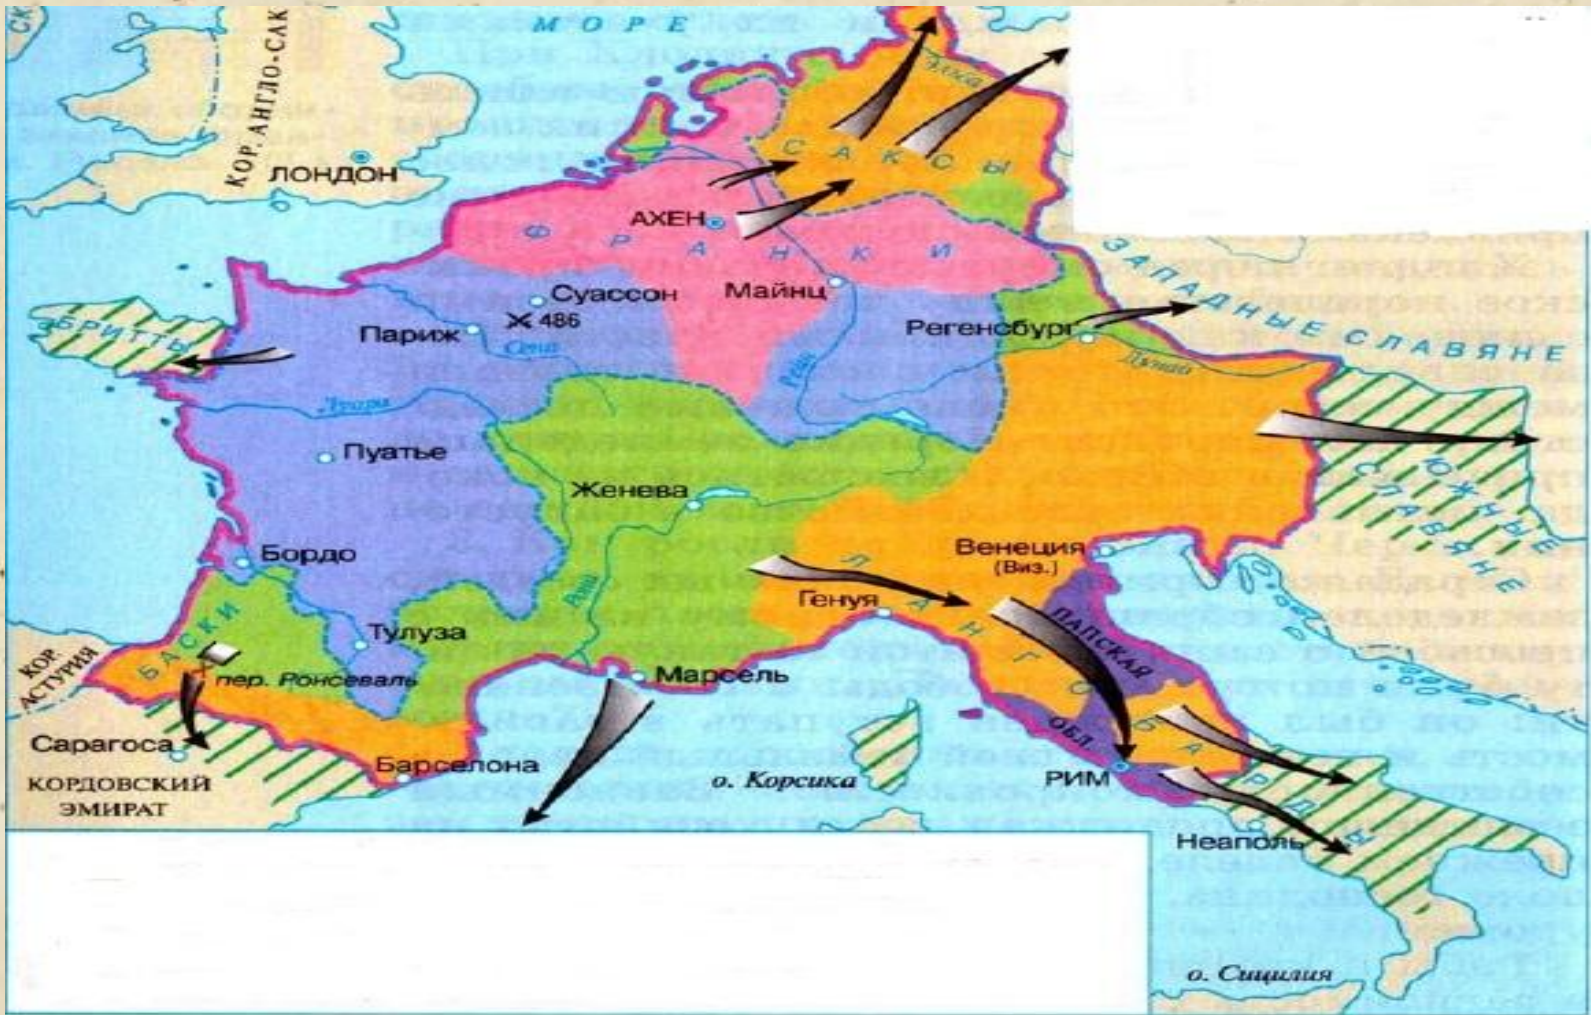 СК
МОРЕ
КОР. АНГЛО-САК
ЛОНДОН
Эльба
САКСЫ
АХЕН
ФРАНКИ
ЗАПАДНЫЕ СЛАВЯНЕ
БРИТТЫ
Суассон
486
Майнц
Париж
Сена
Регенсбург
Рейн
Дунай
Луара
Пуатье
Женева
ЮЖНЫЕ
СЛАВЯНЕ
Бордо
Венеция
(Виз.)
Рона
Генуя
ЛАНГОБАРДЫ
БАСКИ
Тулуза
ПАПСКАЯ
ОБЛ.
КОР.
АСТУРИЯ
пер. Ронсеваль
Марсель
Сарагоса
Барселона
о. Корсика
РИМ
КОРДОВСКИЙ
ЭМИРАТ
Неаполь
о. Сицилия